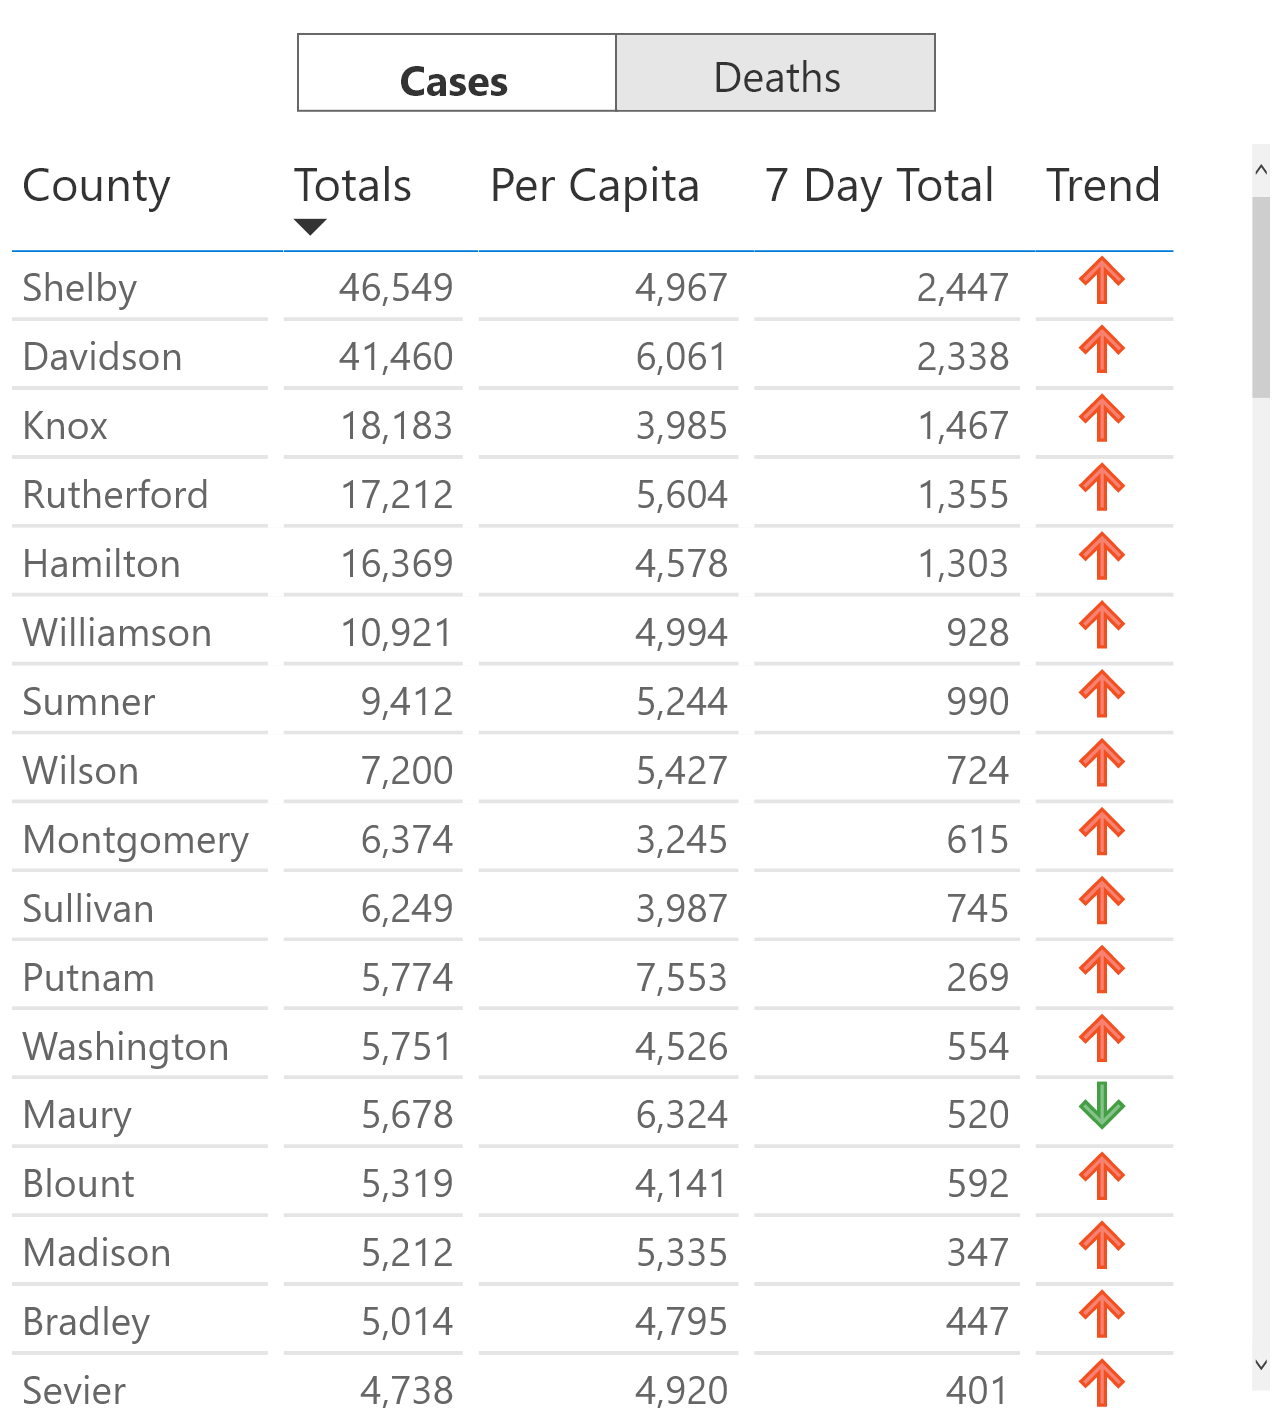 Cases Deaths
County Totals Per Capita 7 Day Total Trend
Shelby 46,549 4,967 2,447
Davidson 41,460 6,061 2,338
Knox 18,183 3,985 1,467
Rutherford 17,212 5,604 1,355
Hamilton 16,369 4,578 1,303
Williamson 10,921 4,994 928
Sumner 9,412 5,244 990
Wilson 7,200 5,427 724
Montgomery 6,374 3,245 615
Sullivan 6,249 3,987 745
Putnam 5,774 7,553 269
Washington 5,751 4,526 554
Maury 5,678 6,324 520
Blount 5,319 4,141 592
Madison 5,212 5,335 347
Bradley 5,014 4,795 447
Sevier 4,738 4,920 401